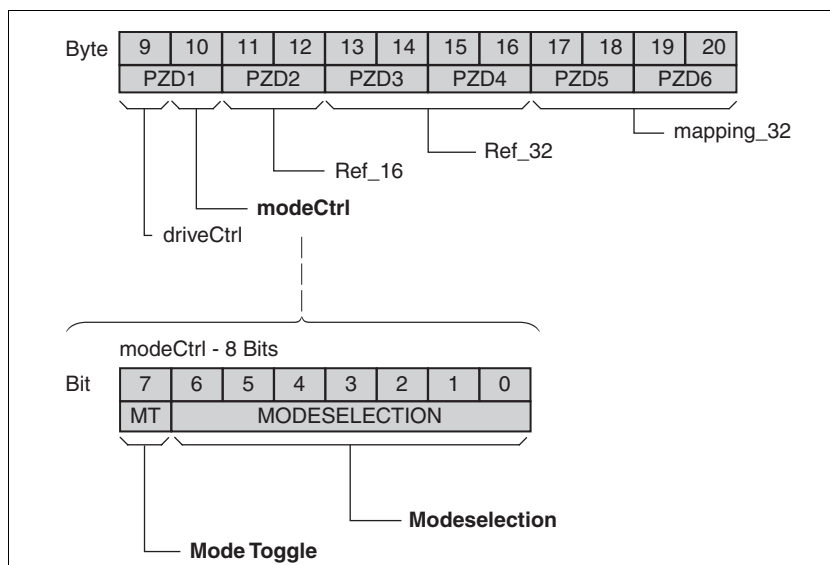 Byte 9 10 11 12 13 14 15 16 17 18 19 20
PZD1 PZD2 PZD3 PZD4 PZD5 PZD6
mapping_32
Ref_32
Ref_16
modeCtrl
driveCtrl
modeCtrl - 8 Bits
Bit 7 6 5 4 3 2 1 0
MT MODESELECTION
Modeselection
Mode Toggle